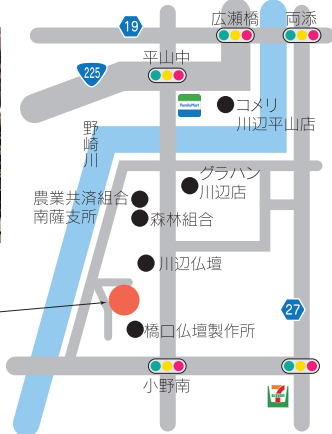 広瀬橋
両添
19
平山中
225
FamilyMart
コメリ
川辺平山店
野崎川
グラハン
川辺店
農業共済組合
南薩支所
森林組合
川辺仏壇
27
橋口仏壇製作所
小野南
7